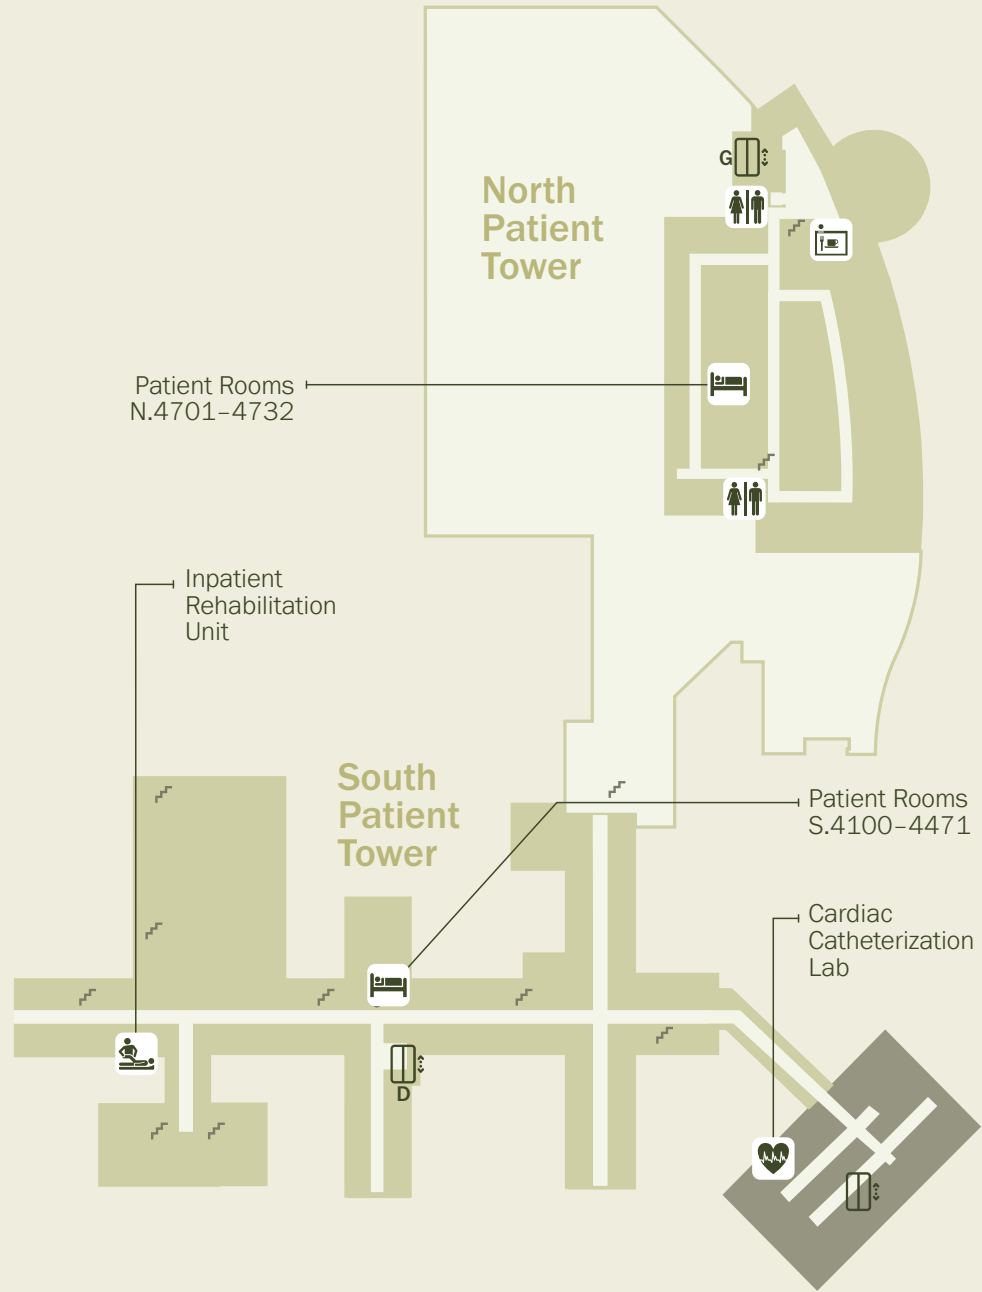 G
North
Patient
Tower
Patient Rooms
N.4701–4732
Inpatient
Rehabilitation
Unit
South
Patient
Tower
Patient Rooms
S.4100–4471
Cardiac
Catheterization
Lab
D